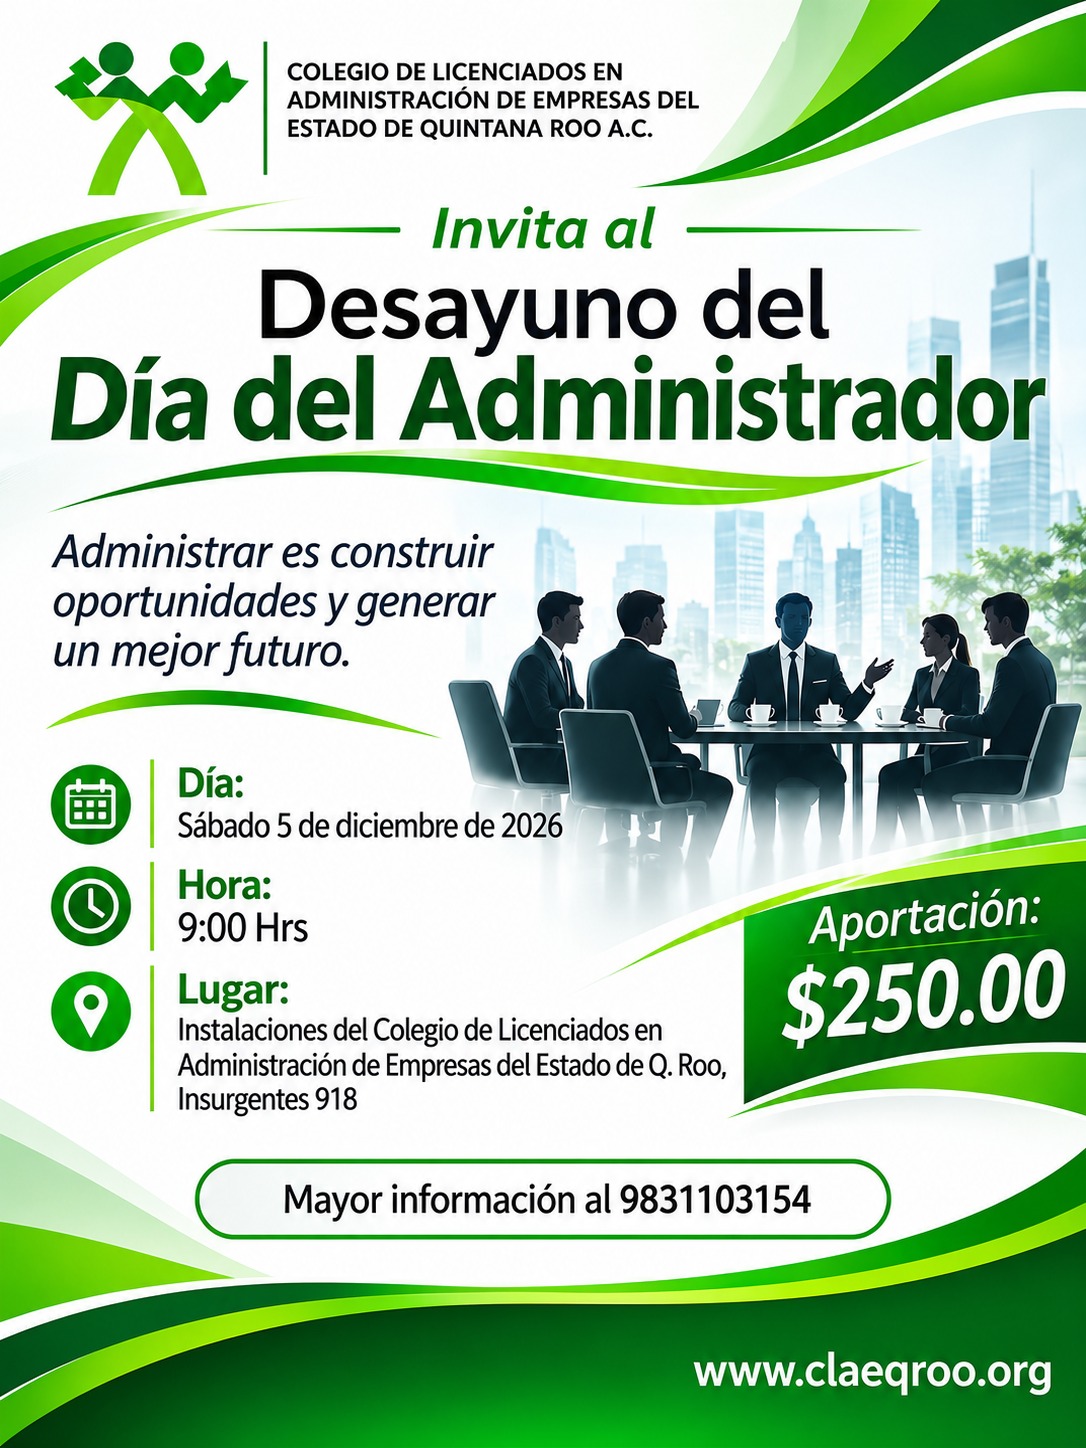 COLEGIO DE LICENCIADOS EN
ADMINISTRACIÓN DE EMPRESAS DEL
ESTADO DE QUINTANA ROO A.C.
Invita al
Desayuno del
Día del Administrador
Administrar es construir
oportunidades y generar
un mejor futuro.
Día:
Sábado 5 de diciembre de 2026
Hora:
9:00 Hrs
Lugar:
Instalaciones del Colegio de Licenciados en
Administración de Empresas del Estado de Q. Roo,
Insurgentes 918
Aportación:
$250.00
Mayor información al 9831103154
www.claeqroo.org